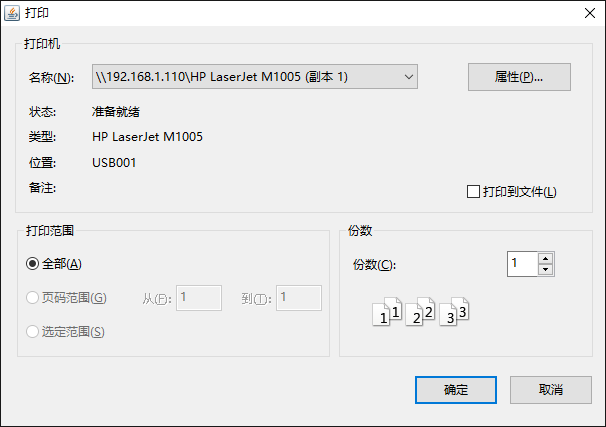 打印
打印机
名称(N): \\192.168.1.110\HP LaserJet M1005 (副本 1) 属性(P)...
状态: 准备就绪
类型: HP LaserJet M1005
位置: USB001
备注: 打印到文件(L)
打印范围
全部(A)
页码范围(G) 从(F): 1 到(T): 1
选定范围(S)
份数
份数(C): 1
1 1 2 2 3 3
确定 取消